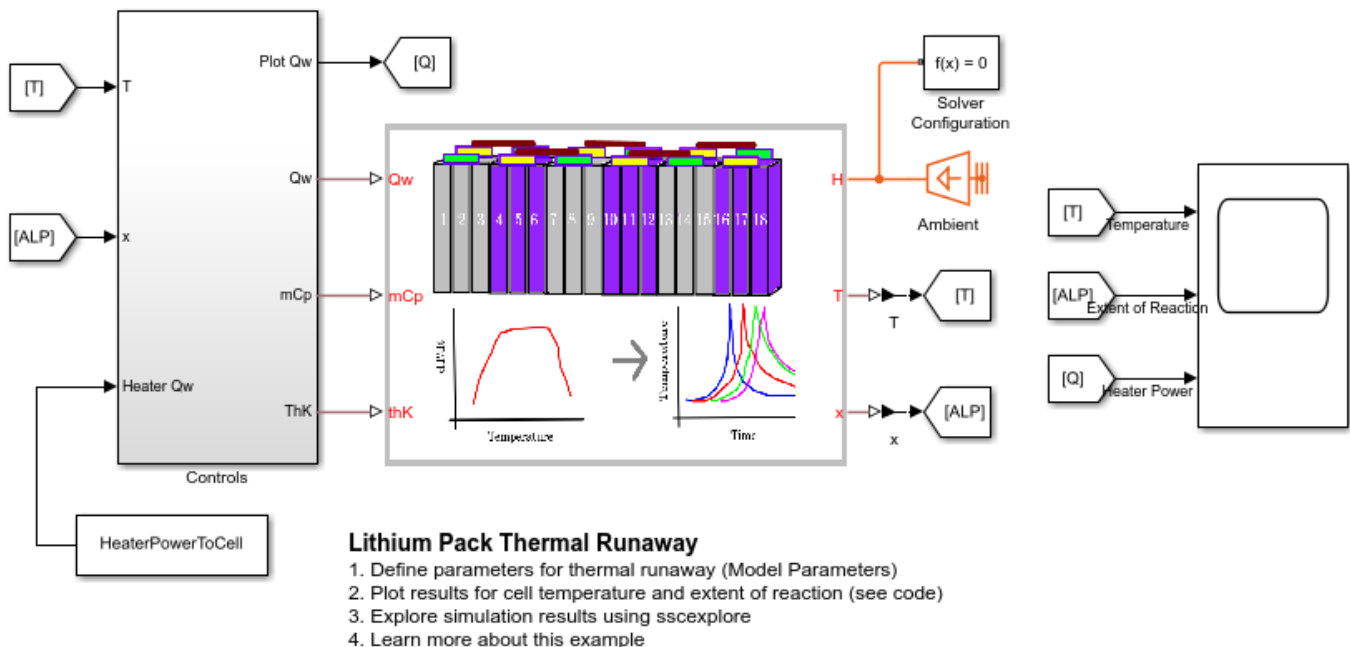 Plot Qw
[Q]
[T]
T
f(x) = 0
Solver
Configuration
Qw
Qw
H
1 2 3 4 5 6 7 8 9 10 11 12 13 14 15 16 17 18
Ambient
[T]
Temperature
[ALP]
x
mCp
mCp
T
[T]
T
[ALP]
Extent of Reaction
Temperature
[Q]
Heater Power
Heater Qw
ThK
thK
x
[ALP]
x
Temperature
Time
Controls
HeaterPowerToCell
Lithium Pack Thermal Runaway
1. Define parameters for thermal runaway (Model Parameters)
2. Plot results for cell temperature and extent of reaction (see code)
3. Explore simulation results using sscexplore
4. Learn more about this example